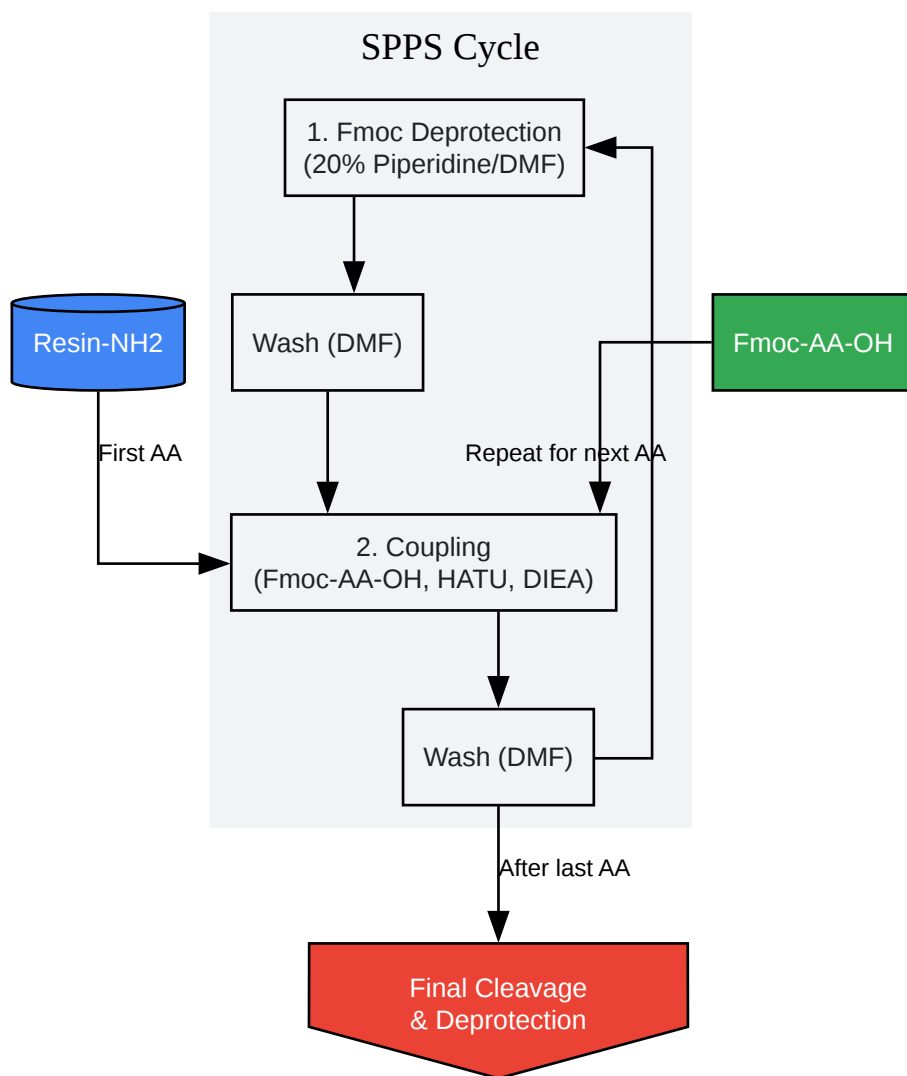 SPPS Cycle
1. Fmoc Deprotection
(20% Piperidine/DMF)
Resin-NH2
Wash (DMF)
Fmoc-AA-OH
First AA
Repeat for next AA
2. Coupling
(Fmoc-AA-OH, HATU, DIEA)
Wash (DMF)
After last AA
Final Cleavage
& Deprotection